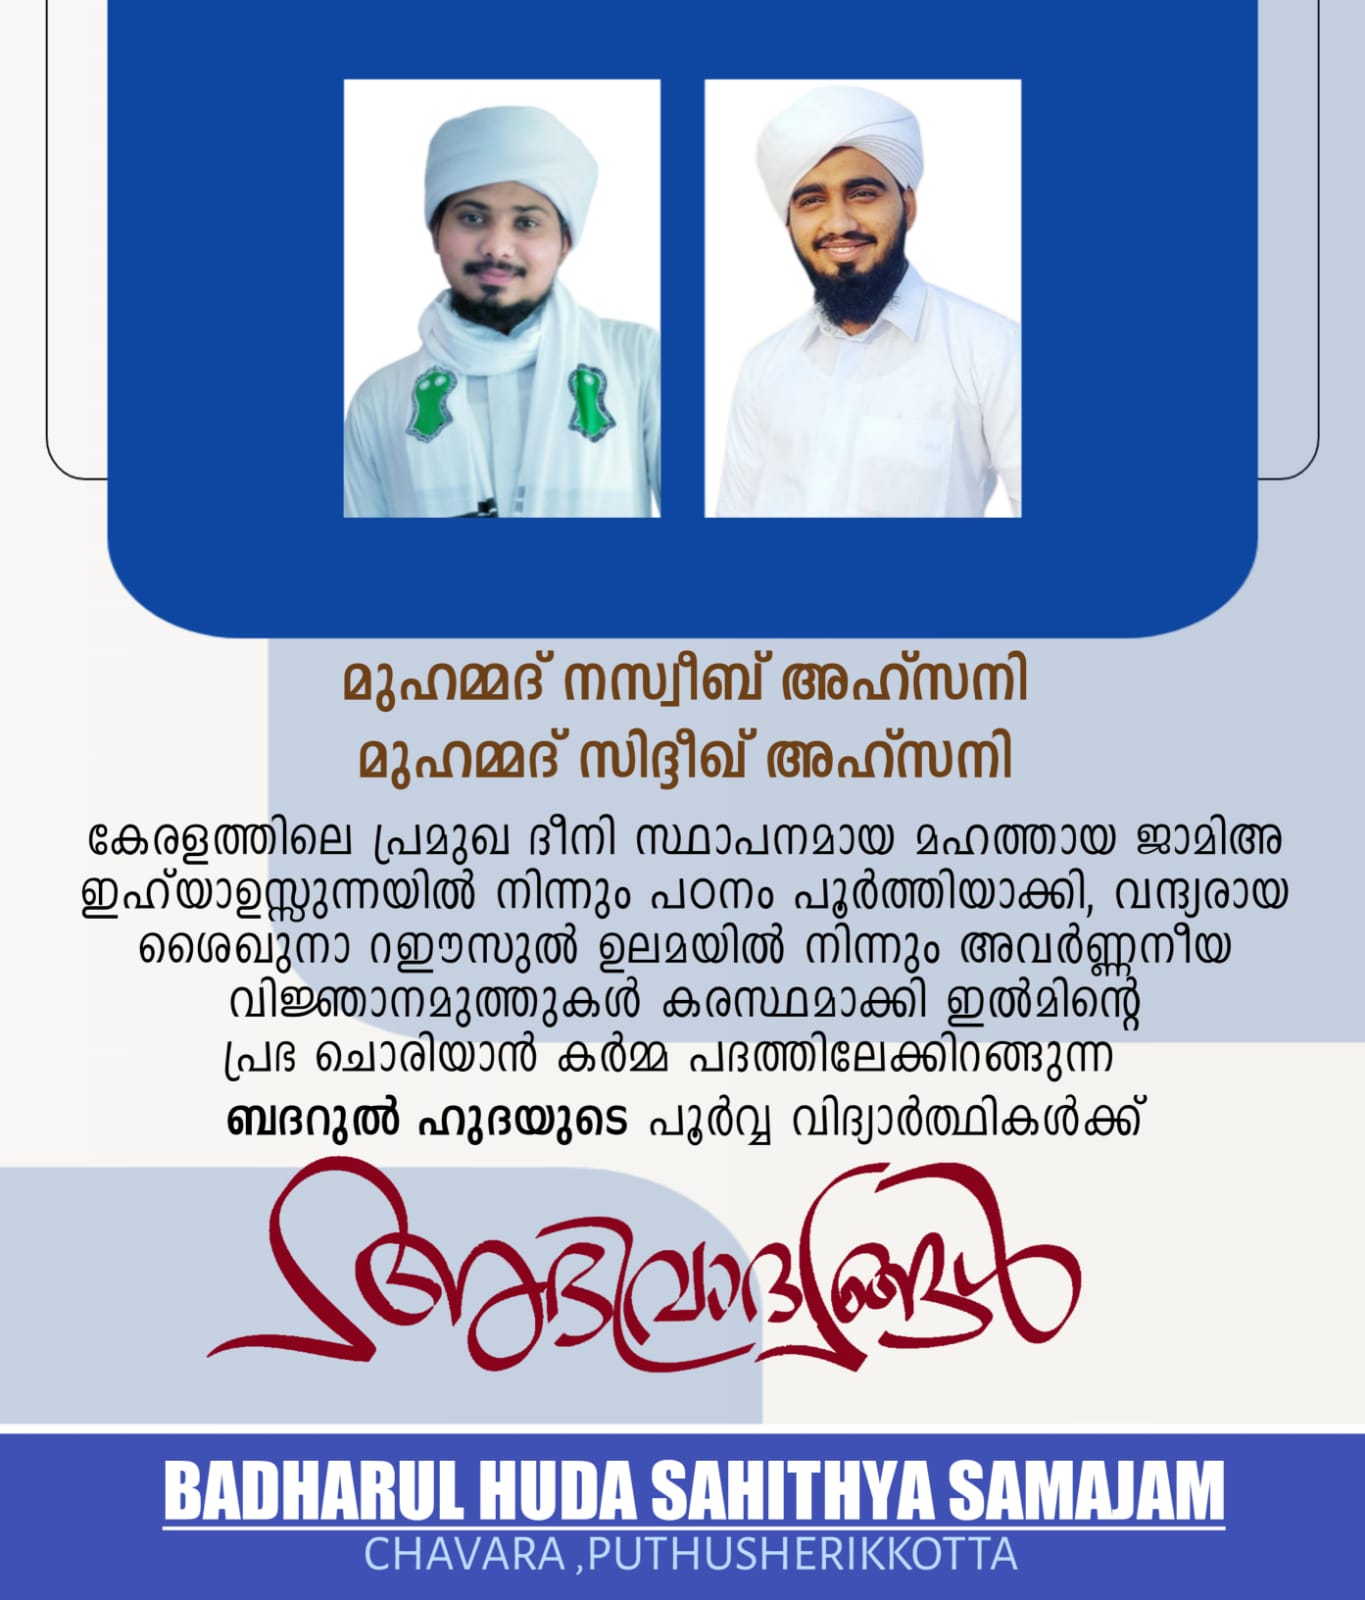 മുഹമ്മദ് നസ്വീബ് അഹ്സനി
മുഹമ്മദ് സിദ്ദീഖ് അഹ്സനി
കേരളത്തിലെ പ്രമുഖ ദീനി സ്ഥാപനമായ മഹത്തായ ജാമിഅ
ഇഹ്‌യാഉസ്സുന്നയിൽ നിന്നും പഠനം പൂർത്തിയാക്കി, വന്ദ്യരായ
ശൈഖുനാ റഈസുൽ ഉലമയിൽ നിന്നും അവർണ്ണനീയ
വിജ്ഞാനമുത്തുകൾ കരസ്ഥമാക്കി ഇൽമിന്റെ
പ്രഭ ചൊരിയാൻ കർമ്മ പദത്തിലേക്കിറങ്ങുന്ന
ബദറുൽ ഹുദയുടെ പൂർവ്വ വിദ്യാർത്ഥികൾക്ക്
അഭിവാദ്യങ്ങൾ
BADHARUL HUDA SAHITHYA SAMAJAM
CHAVARA ,PUTHUSHERIKKOTTA